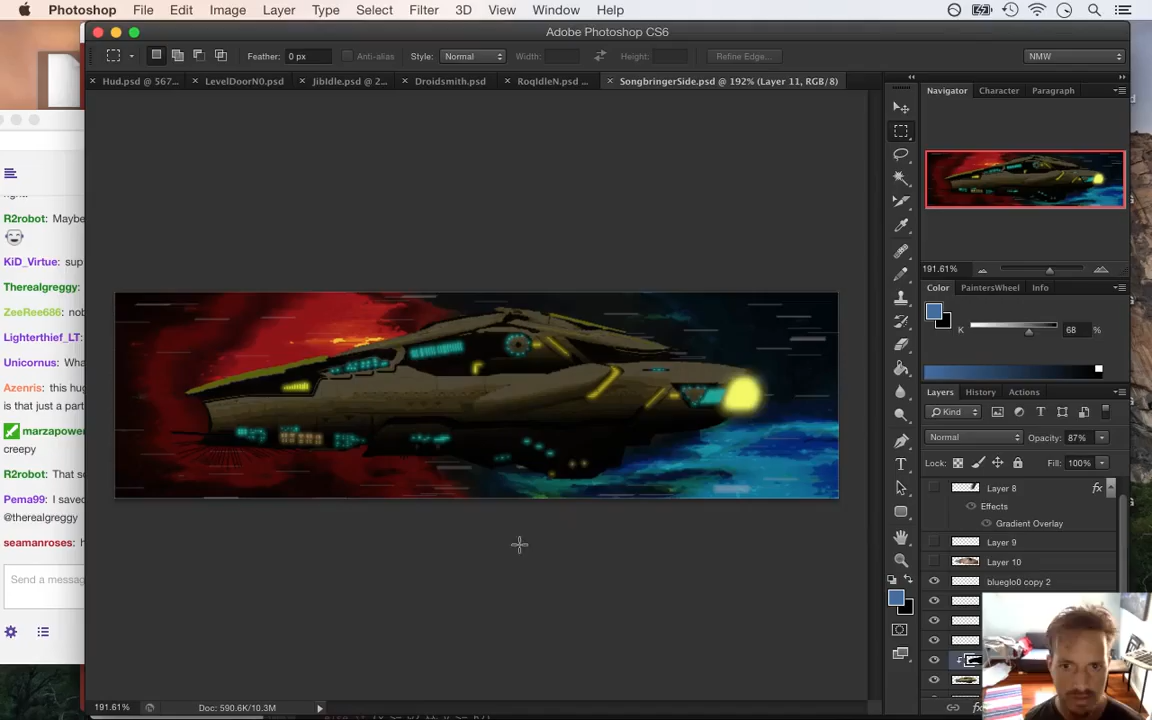 Photoshop File Edit Image Layer Type Select Filter 3D View Window Help
Adobe Photoshop CS6
Feather: 0 px Anti-alias Style: Normal Width: Height: Refine Edge... NMW
Hud.psd @ 567... LevelDoorN0.psd JibIdle.psd @ 2... Droidsmith.psd RoqIdleN.psd ... SongbringerSide.psd @ 192% (Layer 11, RGB/8)
Navigator Character Paragraph
191.61%
Color PaintersWheel Info
K 68 %
Layers History Actions
Kind
Normal Opacity: 87%
Lock: Fill: 100%
Layer 8 fx
Effects
Gradient Overlay
Layer 9
Layer 10
blueglo0 copy 2
R2robot: Maybe
KiD_Virtue: sup
Therealgreggy:
ZeeRee686: nob
Lighterthief_LT:
Unicornus: Wha
Azenris: this hug
is that just a part
marzapower
creepy
R2robot: That s
Pema99: I saved
@therealgreggy
seamanroses: h
Send a messag
191.61% Doc: 590.6K/10.3M